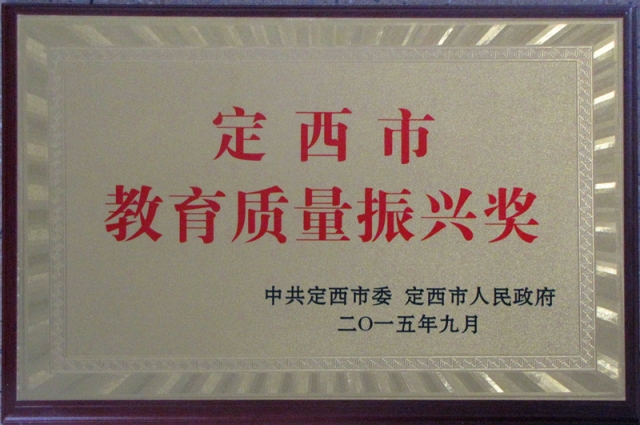 定西市
教育质量振兴奖
中共定西市委 定西市人民政府
二〇一五年九月